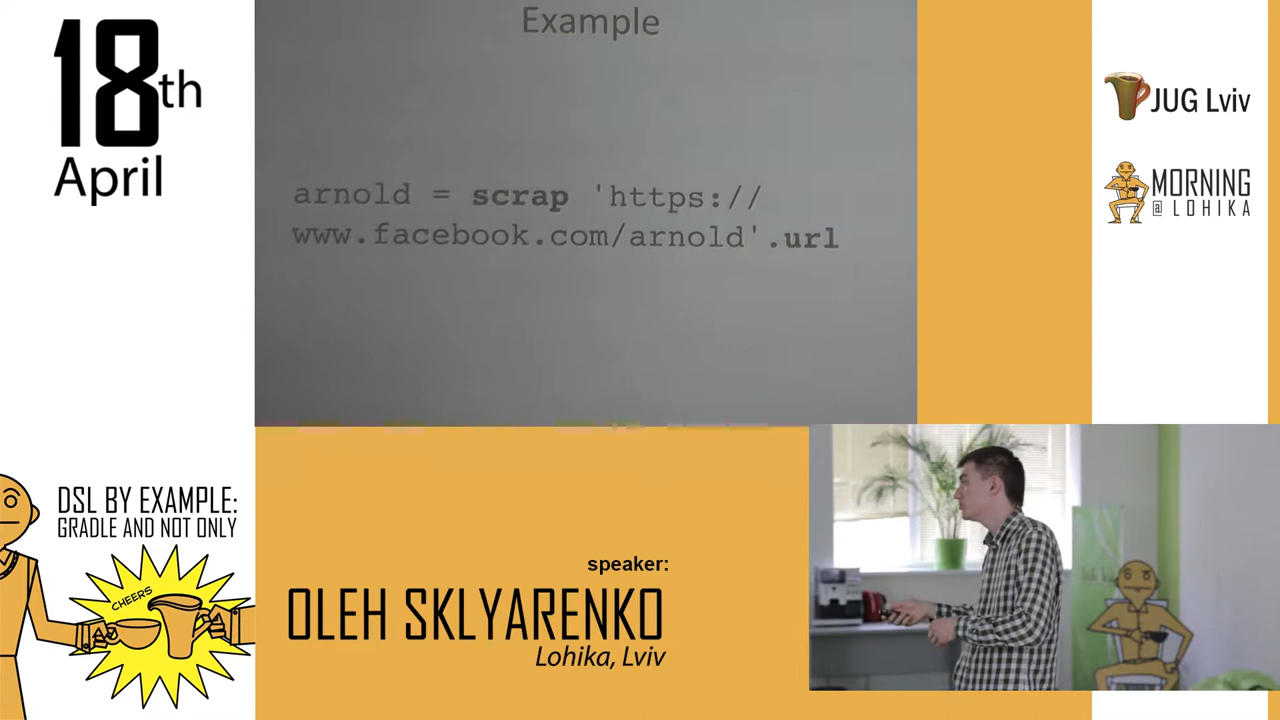 18th
April
Example
arnold = scrap 'https://
www.facebook.com/arnold'.url
JUG Lviv
MORNING
@ LOHIKA
DSL BY EXAMPLE:
GRADLE AND NOT ONLY
CHEERS
speaker:
OLEH SKLYARENKO
Lohika, Lviv